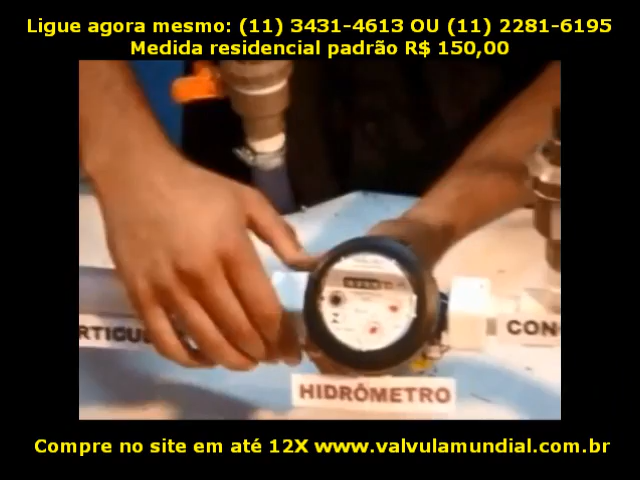 Ligue agora mesmo: (11) 3431-4613 OU (11) 2281-6195
Medida residencial padrão R$ 150,00
HIDRÔMETRO
Compre no site em até 12X www.valvulamundial.com.br